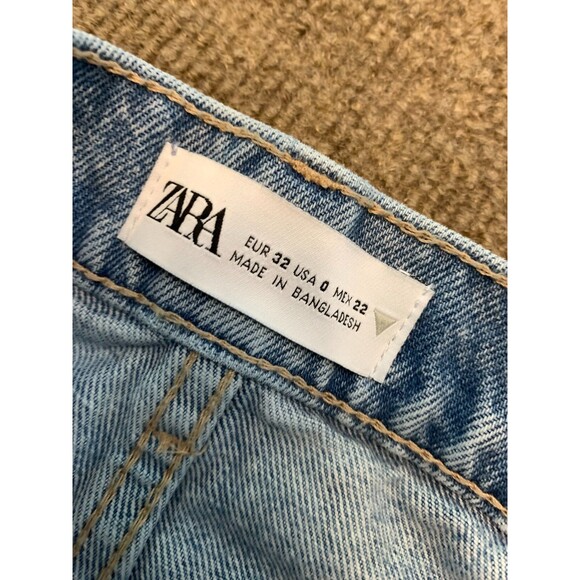 ZARA
EUR 32 USA 0 MEX 22
MADE IN BANGLADESH